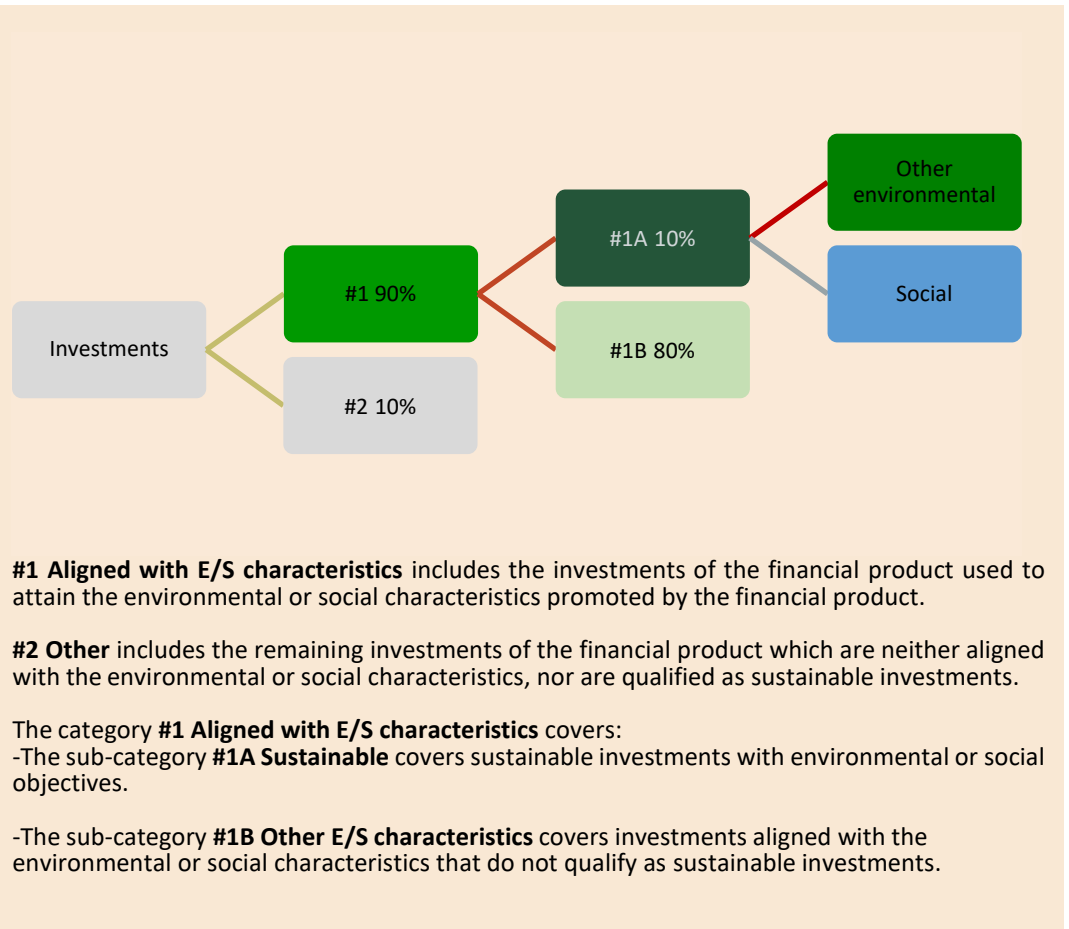 Other
environmental
#1A 10%
#1 90%
Social
Investments
#1B 80%
#2 10%
#1 Aligned with E/S characteristics includes the investments of the financial product used to
attain the environmental or social characteristics promoted by the financial product.
#2 Other includes the remaining investments of the financial product which are neither aligned
with the environmental or social characteristics, nor are qualified as sustainable investments.
The category #1 Aligned with E/S characteristics covers:
-The sub-category #1A Sustainable covers sustainable investments with environmental or social
objectives.
-The sub-category #1B Other E/S characteristics covers investments aligned with the
environmental or social characteristics that do not qualify as sustainable investments.